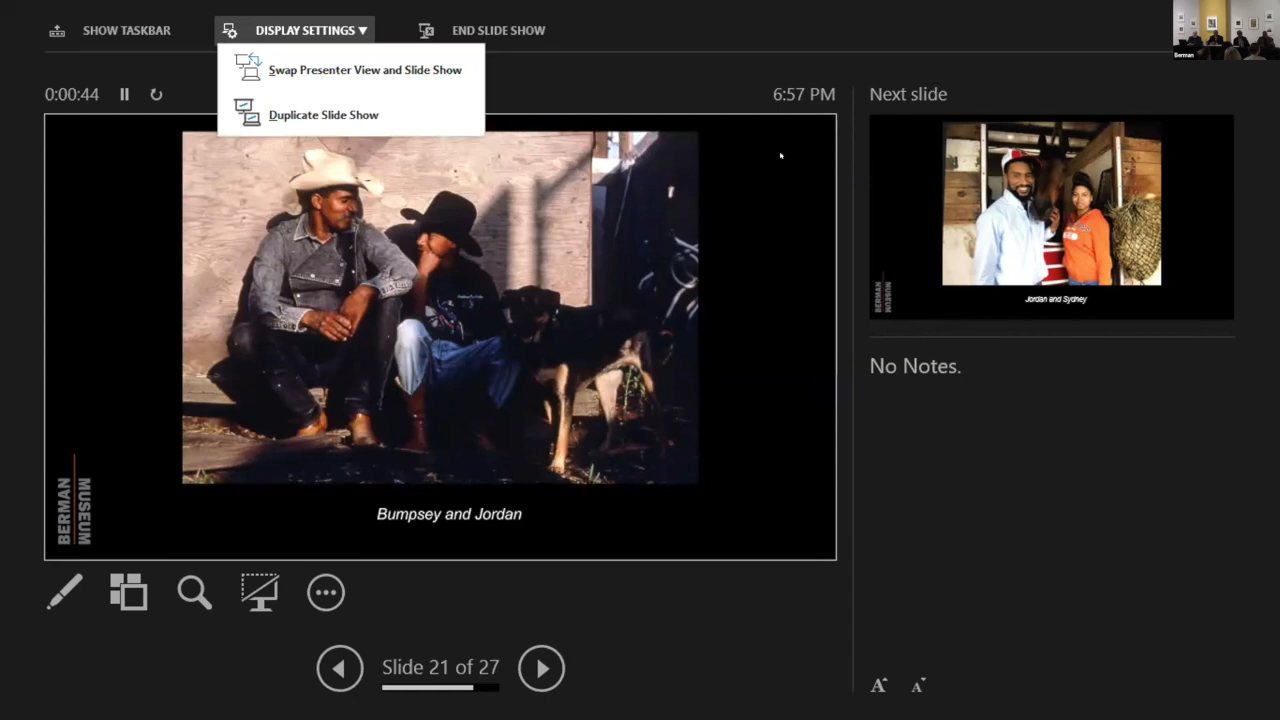 SHOW TASKBAR
DISPLAY SETTINGS ▼
END SLIDE SHOW
Berman
Swap Presenter View and Slide Show
Duplicate Slide Show
0:00:44
6:57 PM
Next slide
BERMAN
MUSEUM
Jordan and Sydney
No Notes.
BERMAN
MUSEUM
Bumpsey and Jordan
Slide 21 of 27
A
A